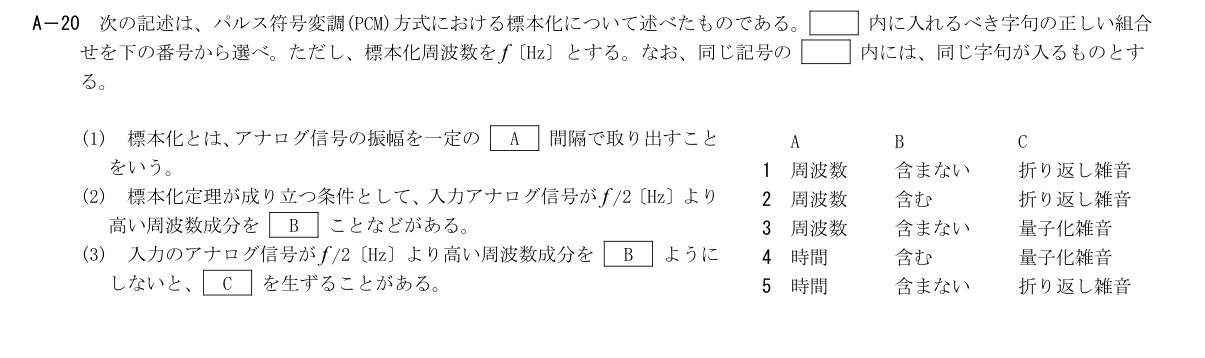 A－20　次の記述は、パルス符号変調(PCM)方式における標本化について述べたものである。　　　内に入れるべき字句の正しい組合
せを下の番号から選べ。ただし、標本化周波数をf〔Hz〕とする。なお、同じ記号の　　　内には、同じ字句が入るものとす
る。
(1)　標本化とは、アナログ信号の振幅を一定の　A　間隔で取り出すこと
をいう。
(2)　標本化定理が成り立つ条件として、入力アナログ信号がf/2〔Hz〕より
高い周波数成分を　B　ことなどがある。
(3)　入力のアナログ信号がf/2〔Hz〕より高い周波数成分を　B　ように
しないと、　C　を生ずることがある。
A　B　C
1　周波数　含まない　折り返し雑音
2　周波数　含む　折り返し雑音
3　周波数　含まない　量子化雑音
4　時間　含む　量子化雑音
5　時間　含まない　折り返し雑音